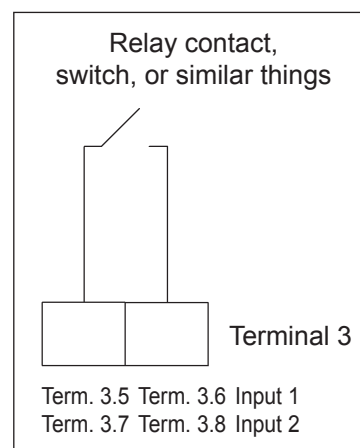 Relay contact,
switch, or similar things
Terminal 3
Term. 3.5 Term. 3.6 Input 1
Term. 3.7 Term. 3.8 Input 2